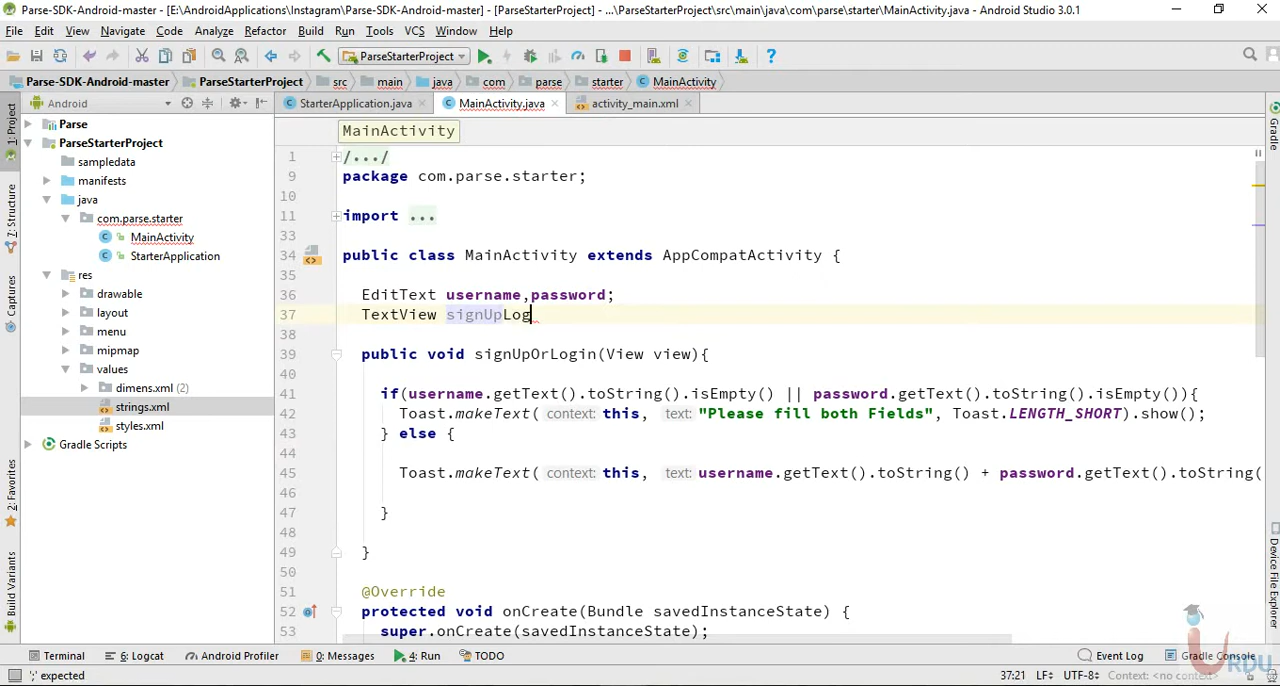 Parse-SDK-Android-master - [E:\AndroidApplications\Instagram\Parse-SDK-Android-master] - [ParseStarterProject] - ...\ParseStarterProject\src\main\java\com\parse\starter\MainActivity.java - Android Studio 3.0.1
File Edit View Navigate Code Analyze Refactor Build Run Tools VCS Window Help
ParseStarterProject
Parse-SDK-Android-master ParseStarterProject src main java com parse starter MainActivity
Android StarterApplication.java MainActivity.java activity_main.xml
1: Project
Z: Structure
Captures
2: Favorites
Build Variants
Parse
ParseStarterProject
sampledata
manifests
java
com.parse.starter
MainActivity
StarterApplication
res
drawable
layout
menu
mipmap
values
dimens.xml (2)
strings.xml
styles.xml
Gradle Scripts
MainActivity
1 /.../
9 package com.parse.starter;
10
11 import ...
33
34 public class MainActivity extends AppCompatActivity {
35
36 EditText username,password;
37 TextView signUpLog
38
39 public void signUpOrLogin(View view){
40
41 if(username.getText().toString().isEmpty() || password.getText().toString().isEmpty()){
42 Toast.makeText( context: this, text: "Please fill both Fields", Toast.LENGTH_SHORT).show();
43 } else {
44
45 Toast.makeText( context: this, text: username.getText().toString() + password.getText().toString(
46
47 }
48
49 }
50
51 @Override
52 protected void onCreate(Bundle savedInstanceState) {
53 super.onCreate(savedInstanceState);
Gradle
Device File Explorer
Terminal 6: Logcat Android Profiler 0: Messages 4: Run TODO Event Log Gradle Console
';' expected 37:21 LF÷ UTF-8÷ Context: <no context>
URDU